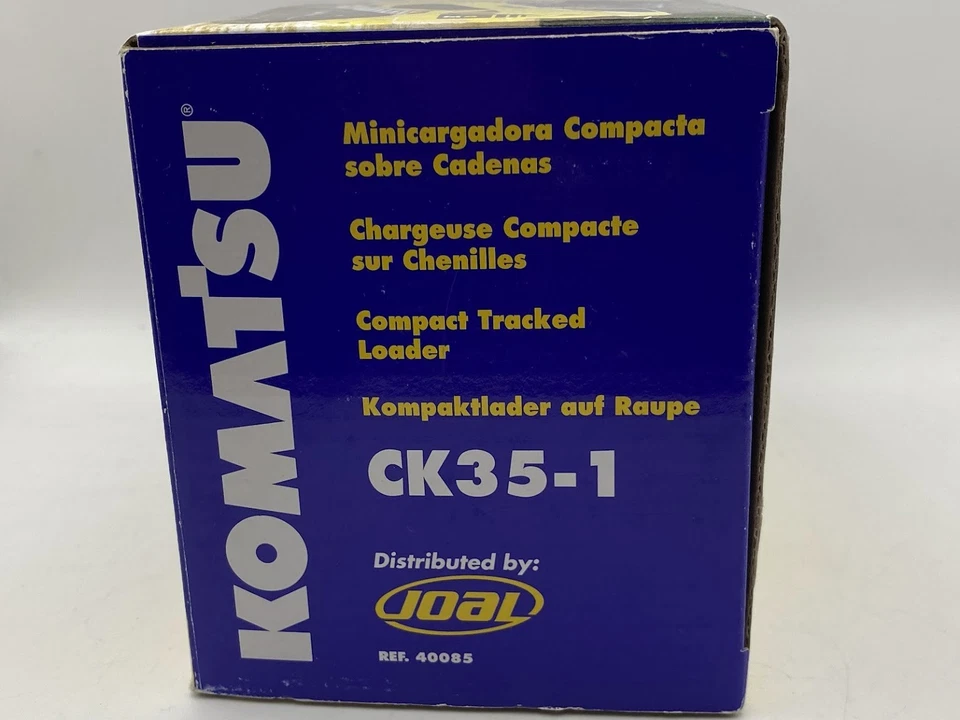 KOMATSU®
Minicargadora Compacta
sobre Cadenas
Chargeuse Compacte
sur Chenilles
Compact Tracked
Loader
Kompaktlader auf Raupe
CK35-1
Distributed by:
JOAL
REF. 40085